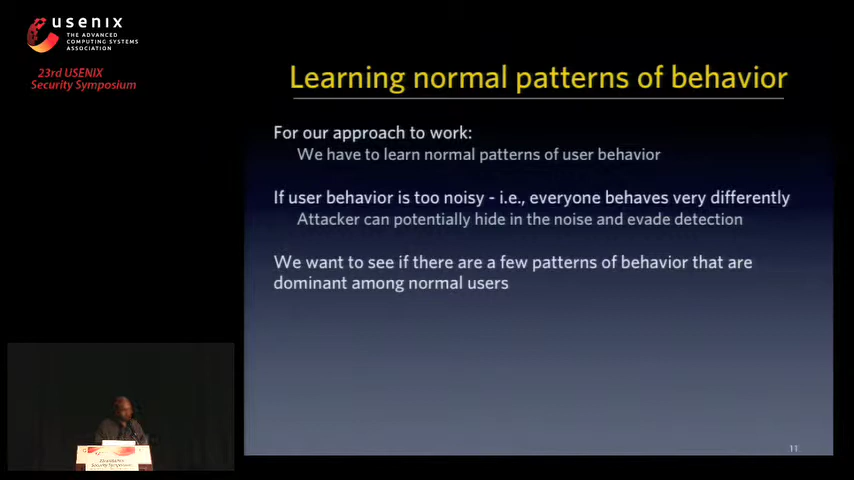 usenix
THE ADVANCED
COMPUTING SYSTEMS
ASSOCIATION
23rd USENIX
Security Symposium
Learning normal patterns of behavior
For our approach to work:
We have to learn normal patterns of user behavior
If user behavior is too noisy - i.e., everyone behaves very differently
Attacker can potentially hide in the noise and evade detection
We want to see if there are a few patterns of behavior that are
dominant among normal users
11
Security Symposium